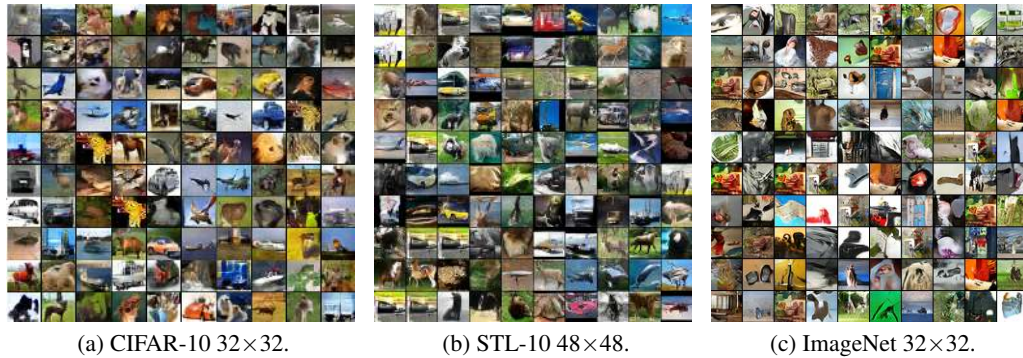 (a) CIFAR-10 32×32.
(b) STL-10 48×48.
(c) ImageNet 32×32.